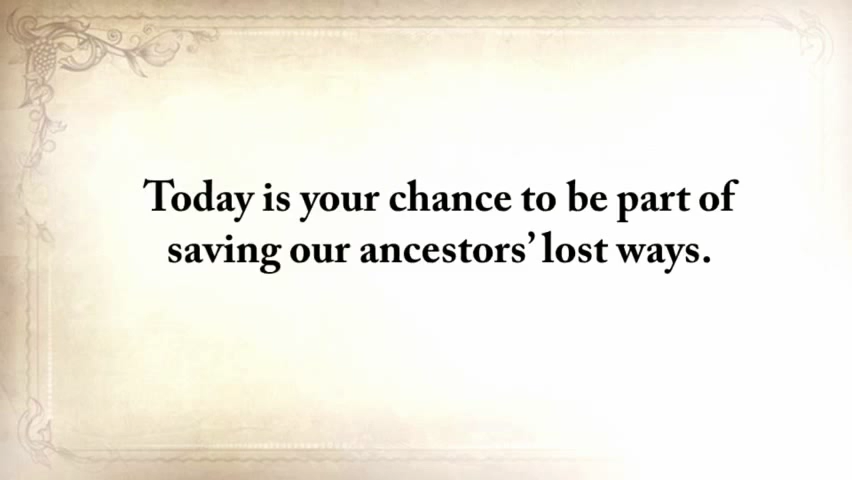 Today is your chance to be part of
saving our ancestors’ lost ways.